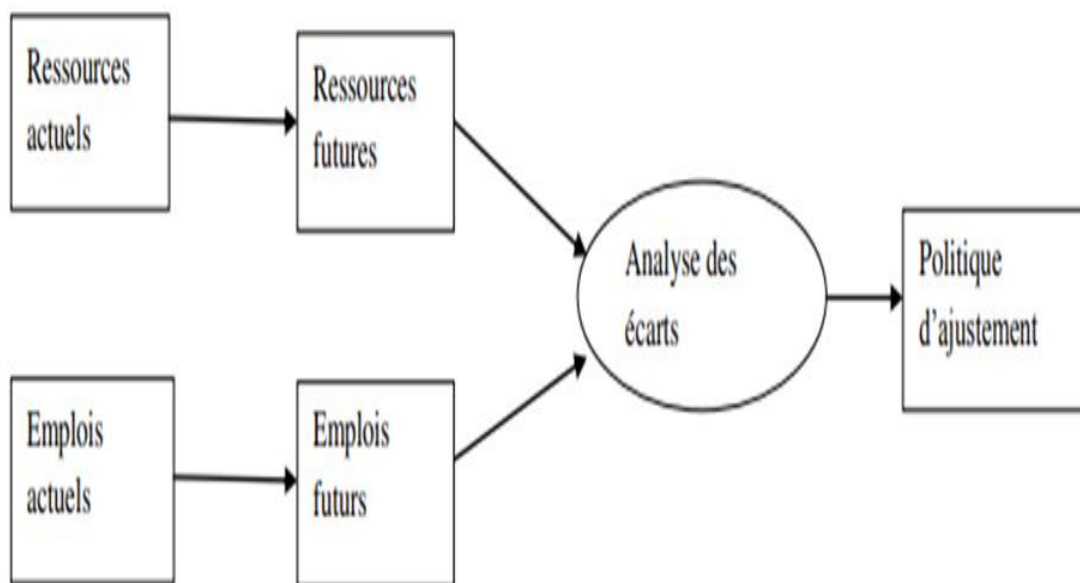 Ressources
actuels
Ressources
futures
Analyse des
écarts
Politique
d'ajustement
Emplois
actuels
Emplois
futurs